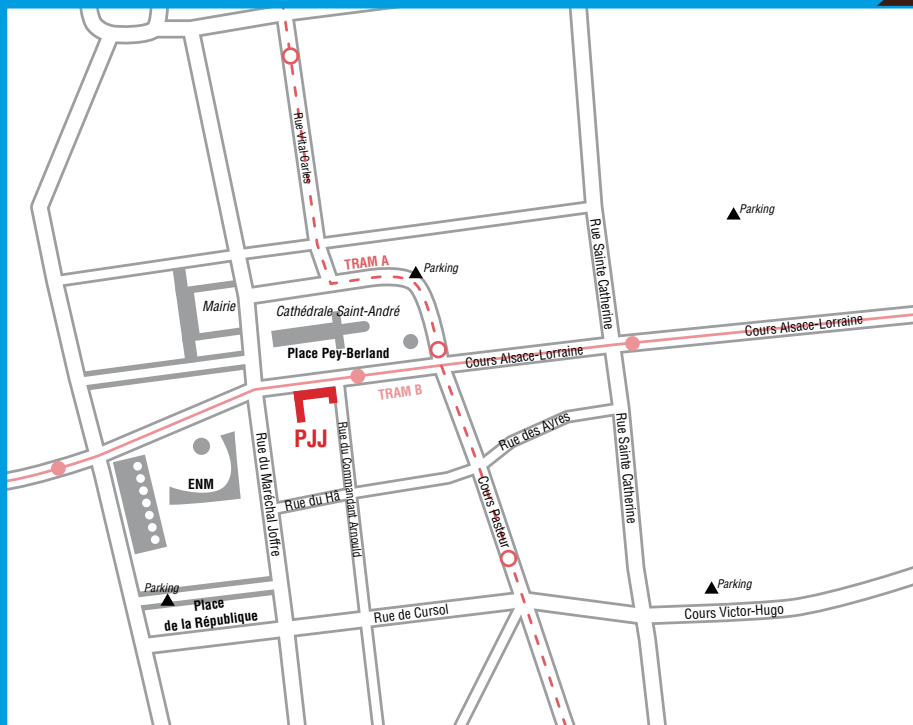 Rue Vital Carles
Parking
TRAM A
Parking
Rue Sainte Catherine
Mairie
Cathédrale Saint-André
Place Pey-Berland
Cours Alsace-Lorraine
Cours Alsace-Lorraine
TRAM B
PJJ
Rue du Maréchal Joffre
Rue du Commandant Arnould
Rue des Ayres
Rue Sainte Catherine
ENM
Rue du Hâ
Cours Pasteur
Parking
Place
de la République
Rue de Cursol
Parking
Cours Victor-Hugo